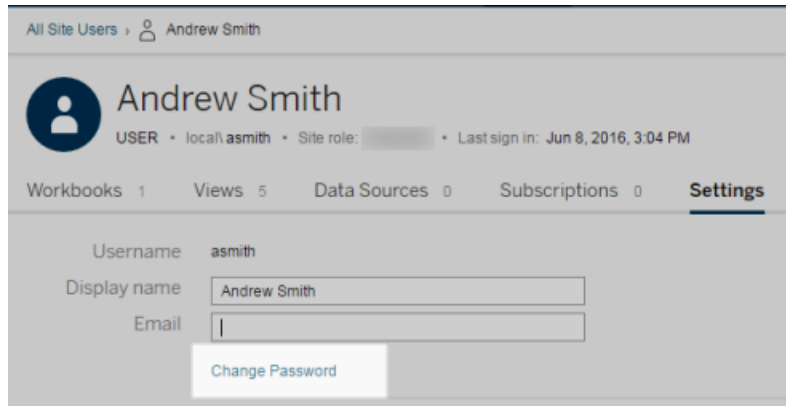 All Site Users › Andrew Smith
Andrew Smith
USER • local\asmith • Site role: • Last sign in: Jun 8, 2016, 3:04 PM
Workbooks 1 Views 5 Data Sources 0 Subscriptions 0 Settings
Username asmith
Display name Andrew Smith
Email
Change Password